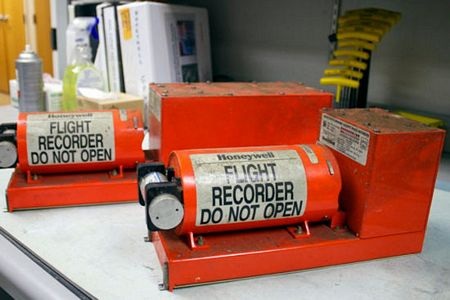 Honeywell
FLIGHT
RECORDER
DO NOT OPEN
Honeywell
FLIGHT
RECORDER
DO NOT OPEN